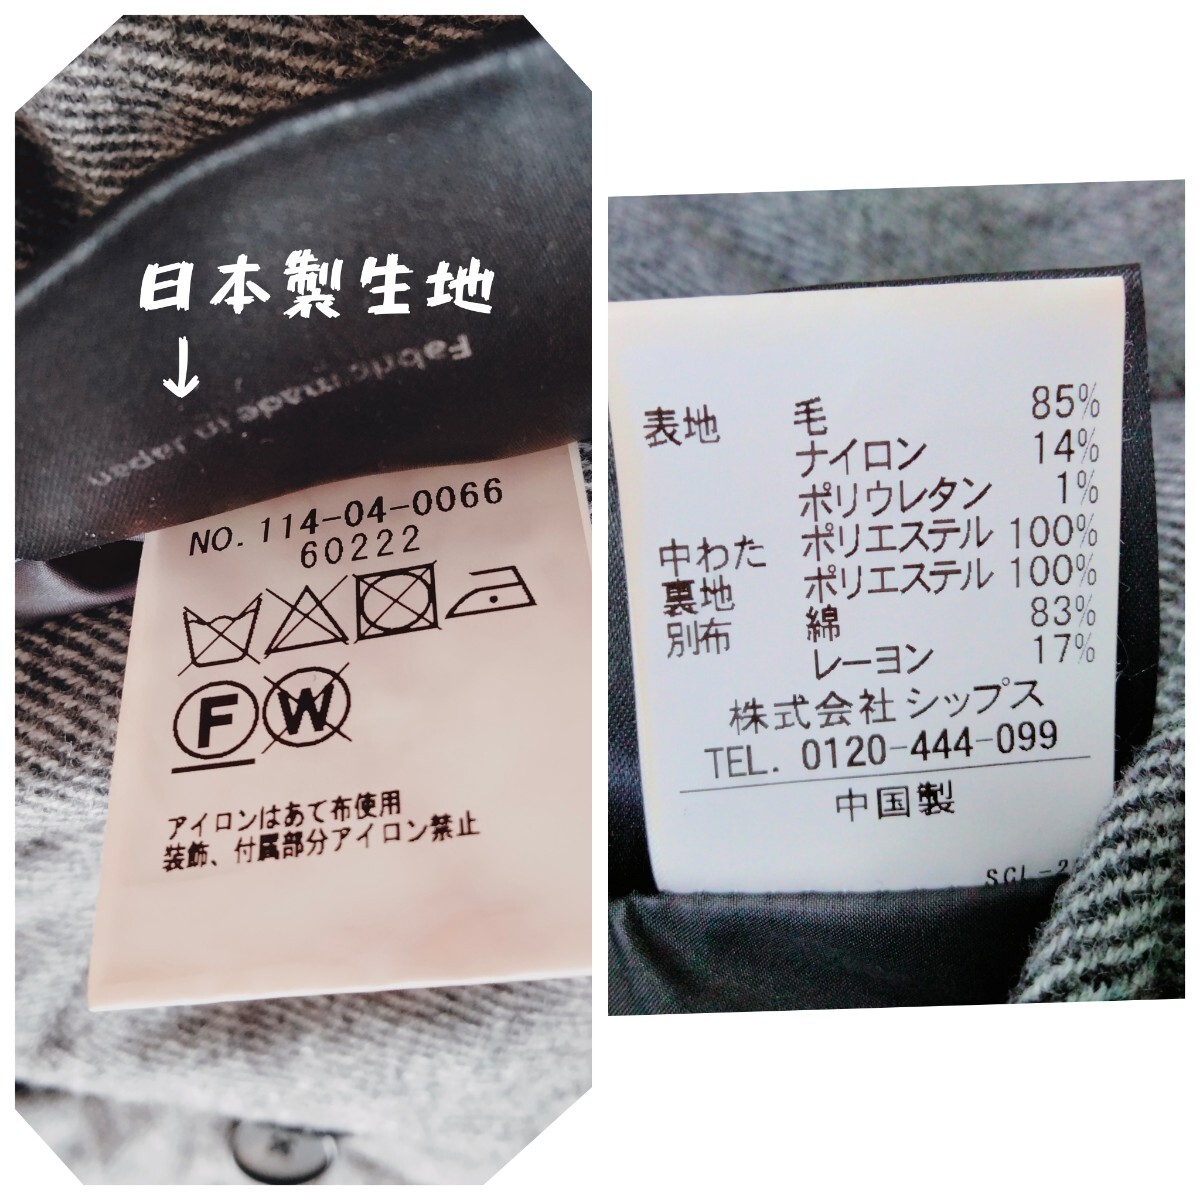 日本製生地
↓
Fabric made in Japan
NO. 114-04-0066
60222
F W
アイロンはあて布使用
装飾、付属部分アイロン禁止
表地 毛 85%
ナイロン 14%
ポリウレタン 1%
中わた ポリエステル 100%
裏地 ポリエステル 100%
別布 綿 83%
レーヨン 17%
株式会社 シップス
TEL. 0120-444-099
中国製
SCL-2